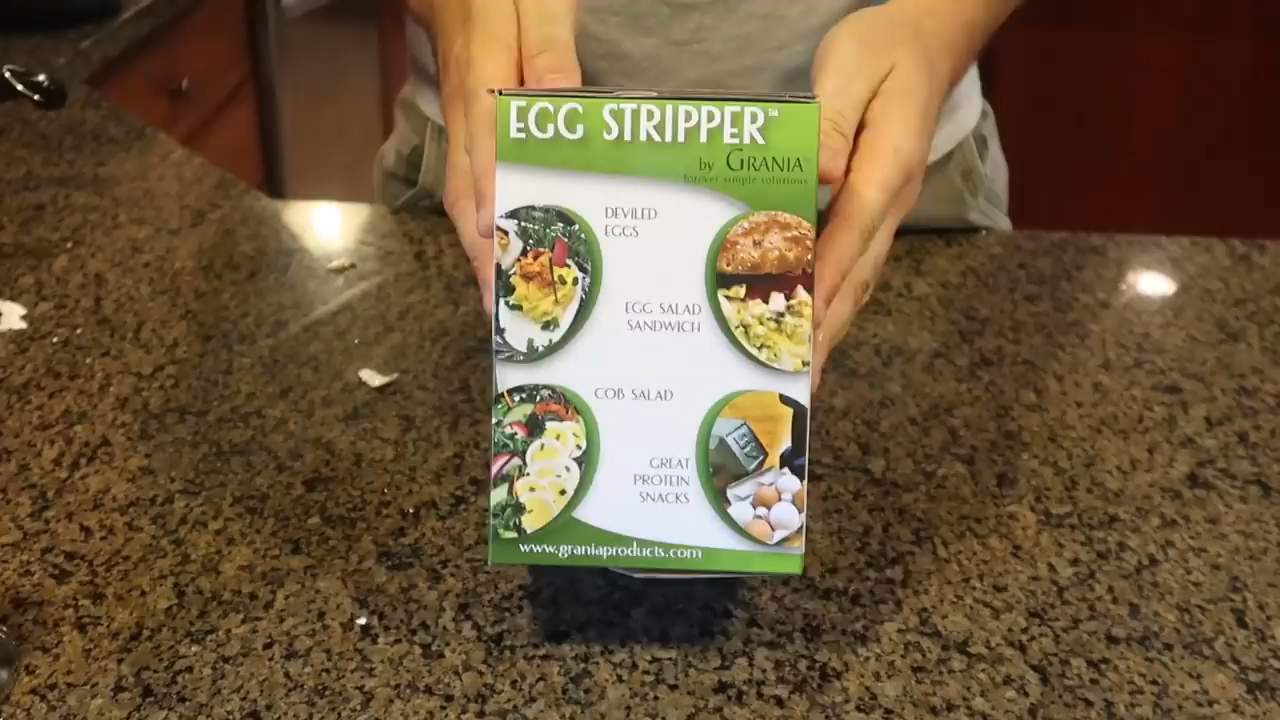 EGG STRIPPER™
by GRANIA
forever simple solutions
DEVILED
EGGS
EGG SALAD
SANDWICH
COB SALAD
GREAT
PROTEIN
SNACKS
www.graniaproducts.com